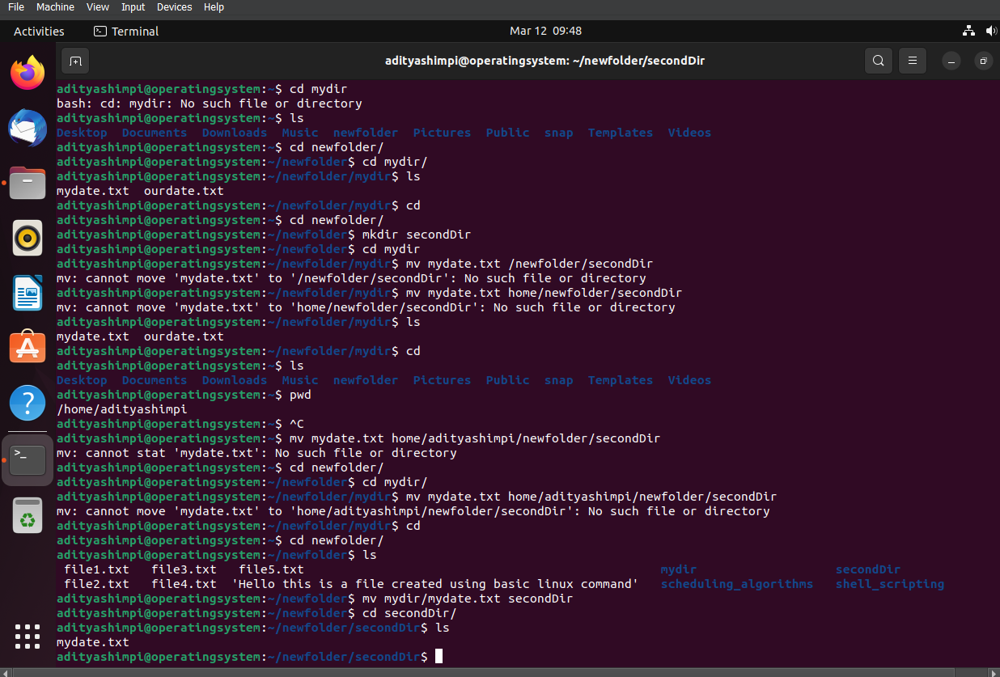 File Machine View Input Devices Help
Activities Terminal Mar 12 09:48
adityashimpi@operatingsystem: ~/newfolder/secondDir
adityashimpi@operatingsystem:~$ cd mydir
bash: cd: mydir: No such file or directory
adityashimpi@operatingsystem:~$ ls
Desktop Documents Downloads Music newfolder Pictures Public snap Templates Videos
adityashimpi@operatingsystem:~$ cd newfolder/
adityashimpi@operatingsystem:~/newfolder$ cd mydir/
adityashimpi@operatingsystem:~/newfolder/mydir$ ls
mydate.txt ourdate.txt
adityashimpi@operatingsystem:~/newfolder/mydir$ cd
adityashimpi@operatingsystem:~$ cd newfolder/
adityashimpi@operatingsystem:~/newfolder$ mkdir secondDir
adityashimpi@operatingsystem:~/newfolder$ cd mydir
adityashimpi@operatingsystem:~/newfolder/mydir$ mv mydate.txt /newfolder/secondDir
mv: cannot move 'mydate.txt' to '/newfolder/secondDir': No such file or directory
adityashimpi@operatingsystem:~/newfolder/mydir$ mv mydate.txt home/newfolder/secondDir
mv: cannot move 'mydate.txt' to 'home/newfolder/secondDir': No such file or directory
adityashimpi@operatingsystem:~/newfolder/mydir$ ls
mydate.txt ourdate.txt
adityashimpi@operatingsystem:~/newfolder/mydir$ cd
adityashimpi@operatingsystem:~$ ls
Desktop Documents Downloads Music newfolder Pictures Public snap Templates Videos
adityashimpi@operatingsystem:~$ pwd
/home/adityashimpi
adityashimpi@operatingsystem:~$ ^C
adityashimpi@operatingsystem:~$ mv mydate.txt home/adityashimpi/newfolder/secondDir
mv: cannot stat 'mydate.txt': No such file or directory
adityashimpi@operatingsystem:~$ cd newfolder/
adityashimpi@operatingsystem:~/newfolder$ cd mydir/
adityashimpi@operatingsystem:~/newfolder/mydir$ mv mydate.txt home/adityashimpi/newfolder/secondDir
mv: cannot move 'mydate.txt' to 'home/adityashimpi/newfolder/secondDir': No such file or directory
adityashimpi@operatingsystem:~/newfolder/mydir$ cd
adityashimpi@operatingsystem:~$ cd newfolder/
adityashimpi@operatingsystem:~/newfolder$ ls
file1.txt file3.txt file5.txt mydir secondDir
file2.txt file4.txt 'Hello this is a file created using basic linux command' scheduling_algorithms shell_scripting
adityashimpi@operatingsystem:~/newfolder$ mv mydir/mydate.txt secondDir
adityashimpi@operatingsystem:~/newfolder$ cd secondDir/
adityashimpi@operatingsystem:~/newfolder/secondDir$ ls
mydate.txt
adityashimpi@operatingsystem:~/newfolder/secondDir$